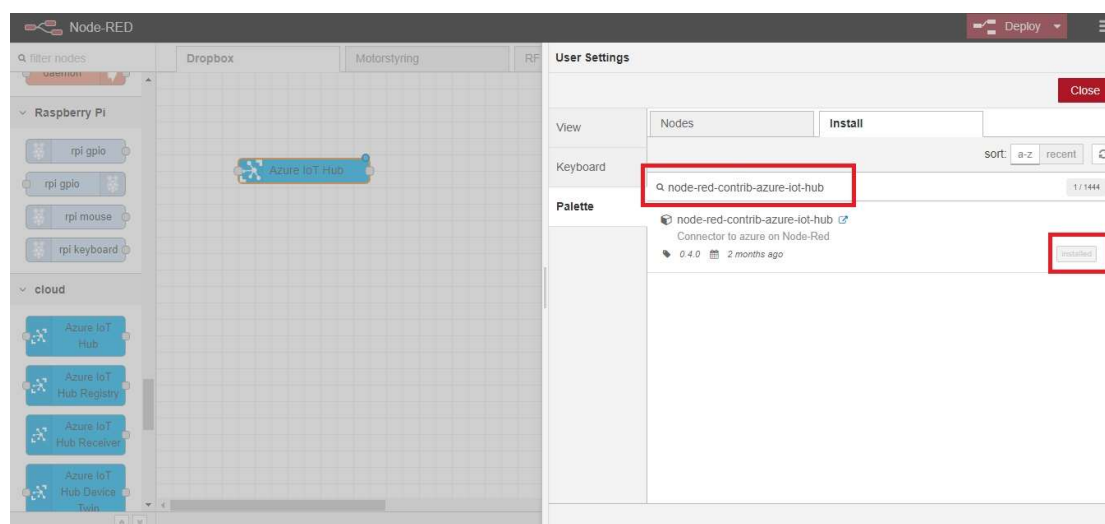 Node-RED
Deploy
filter nodes
Dropbox
Motorstyring
RF
User Settings
daemon
Close
Raspberry Pi
View
Nodes
Install
rpi gpio
sort: a-z recent
Keyboard
Azure IoT Hub
rpi gpio
node-red-contrib-azure-iot-hub
1 / 1444
Palette
rpi mouse
node-red-contrib-azure-iot-hub
Connector to azure on Node-Red
rpi keyboard
0.4.0 2 months ago
installed
cloud
Azure IoT
Hub
Azure IoT
Hub Registry
Azure IoT
Hub Receiver
Azure IoT
Hub Device
Twin